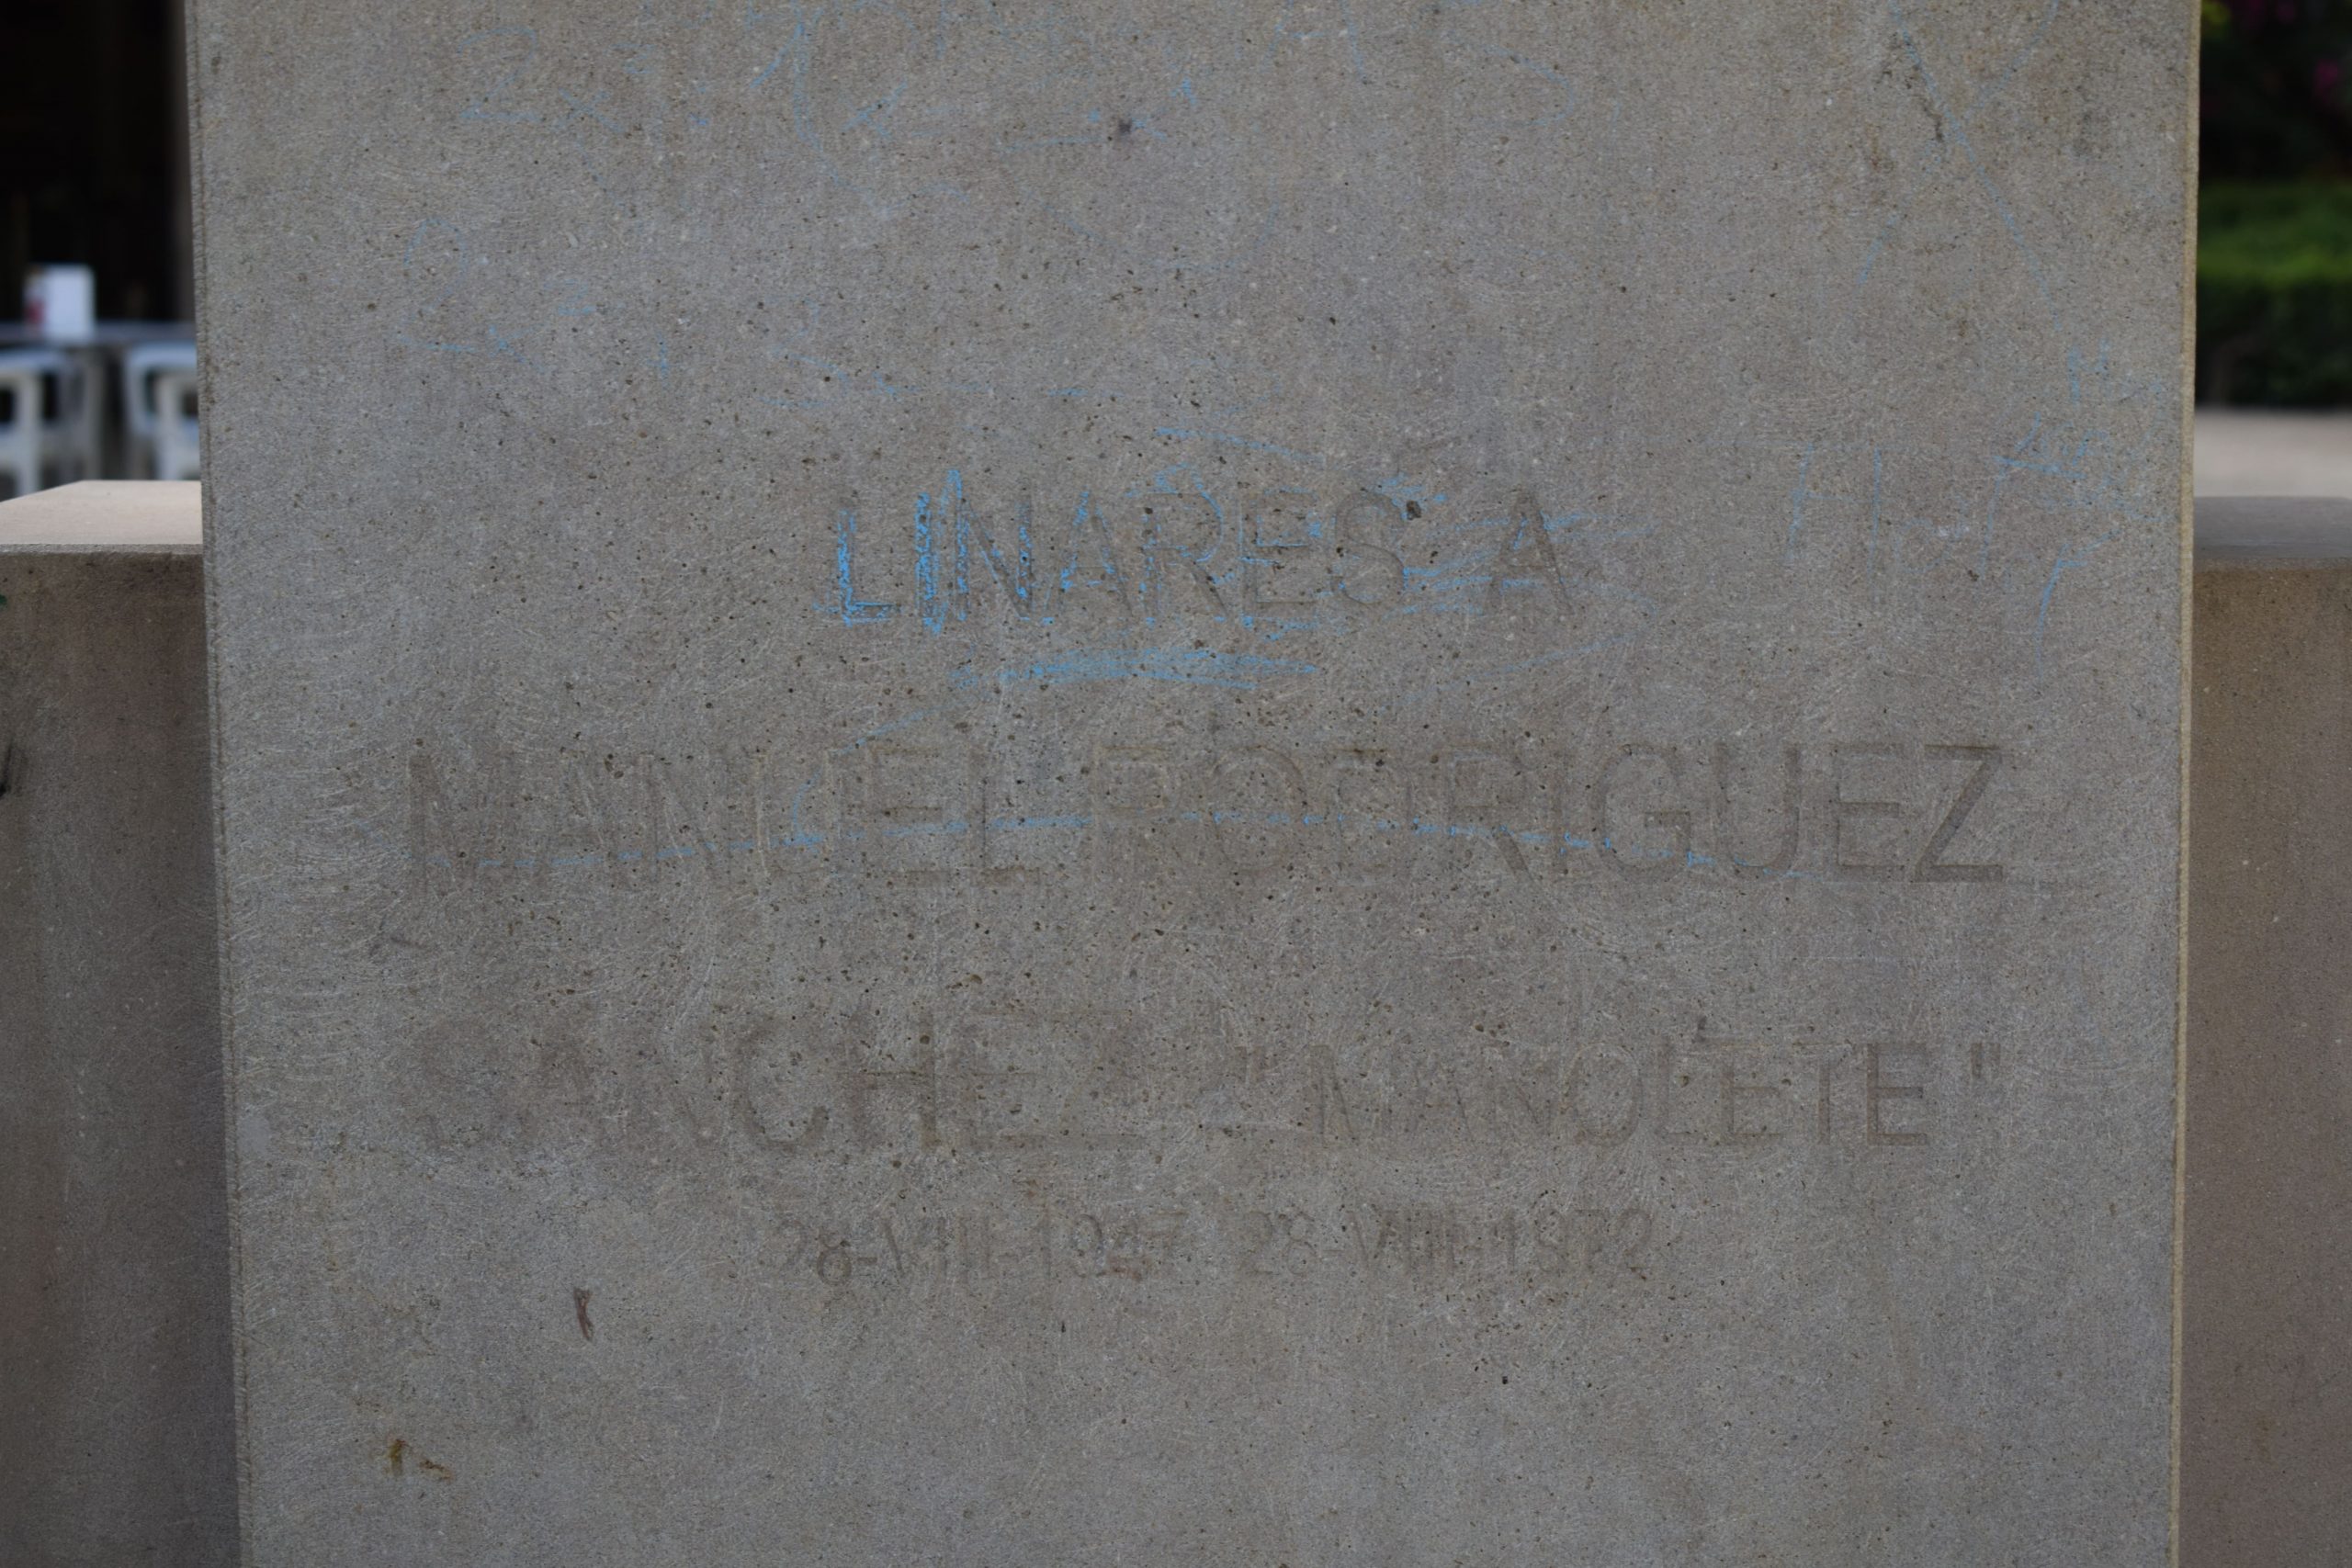 LINARES A
MANUEL RODRIGUEZ
SANCHEZ "MANOLETE"
28-VIII-1947 28-VIII-1972